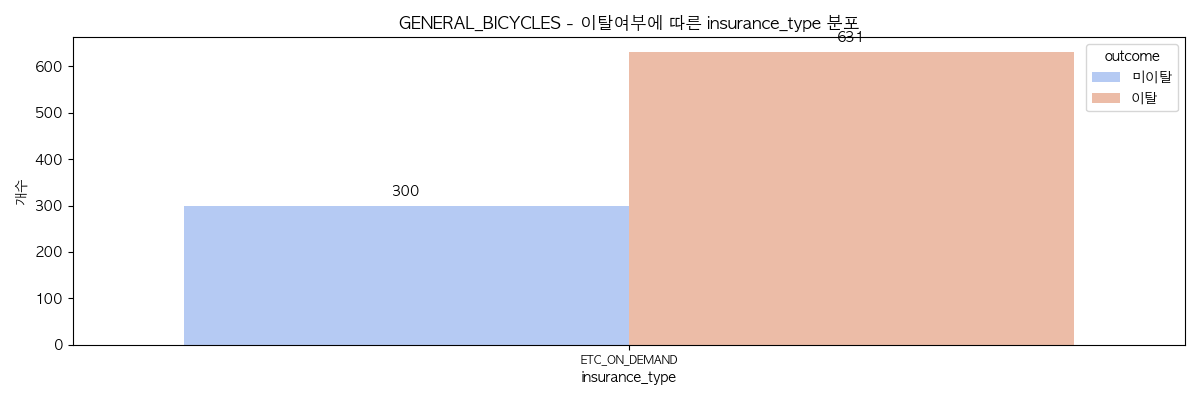 GENERAL_BICYCLES - 이탈여부에 따른 insurance_type 분포
631
outcome
미이탈
이탈
600
500
400
300
200
100
0
개수
300
ETC_ON_DEMAND
insurance_type